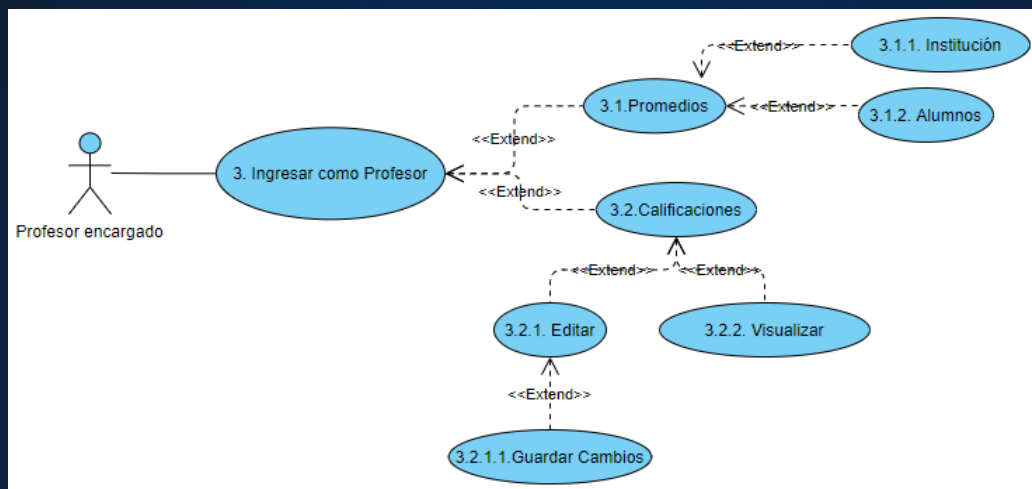 <<Extend>>
3.1.1. Institución
3.1.Promedios
<<Extend>>
3.1.2. Alumnos
<<Extend>>
3. Ingresar como Profesor
<<Extend>>
3.2.Calificaciones
Profesor encargado
<<Extend>>
<<Extend>>
3.2.1. Editar
3.2.2. Visualizar
<<Extend>>
3.2.1.1.Guardar Cambios